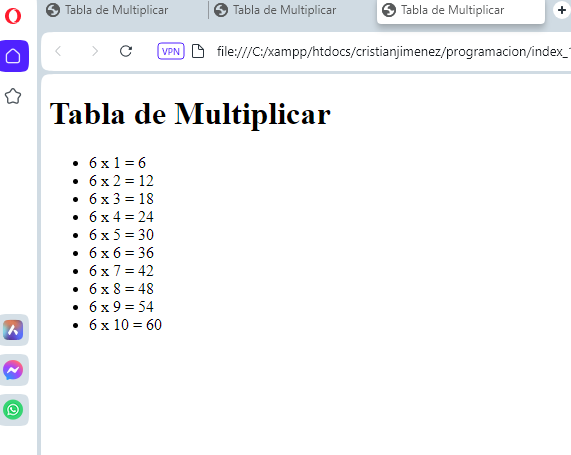 Tabla de Multiplicar Tabla de Multiplicar Tabla de Multiplicar
VPN file:///C:/xampp/htdocs/cristianjimenez/programacion/index_
Tabla de Multiplicar
6 x 1 = 6
6 x 2 = 12
6 x 3 = 18
6 x 4 = 24
6 x 5 = 30
6 x 6 = 36
6 x 7 = 42
6 x 8 = 48
6 x 9 = 54
6 x 10 = 60